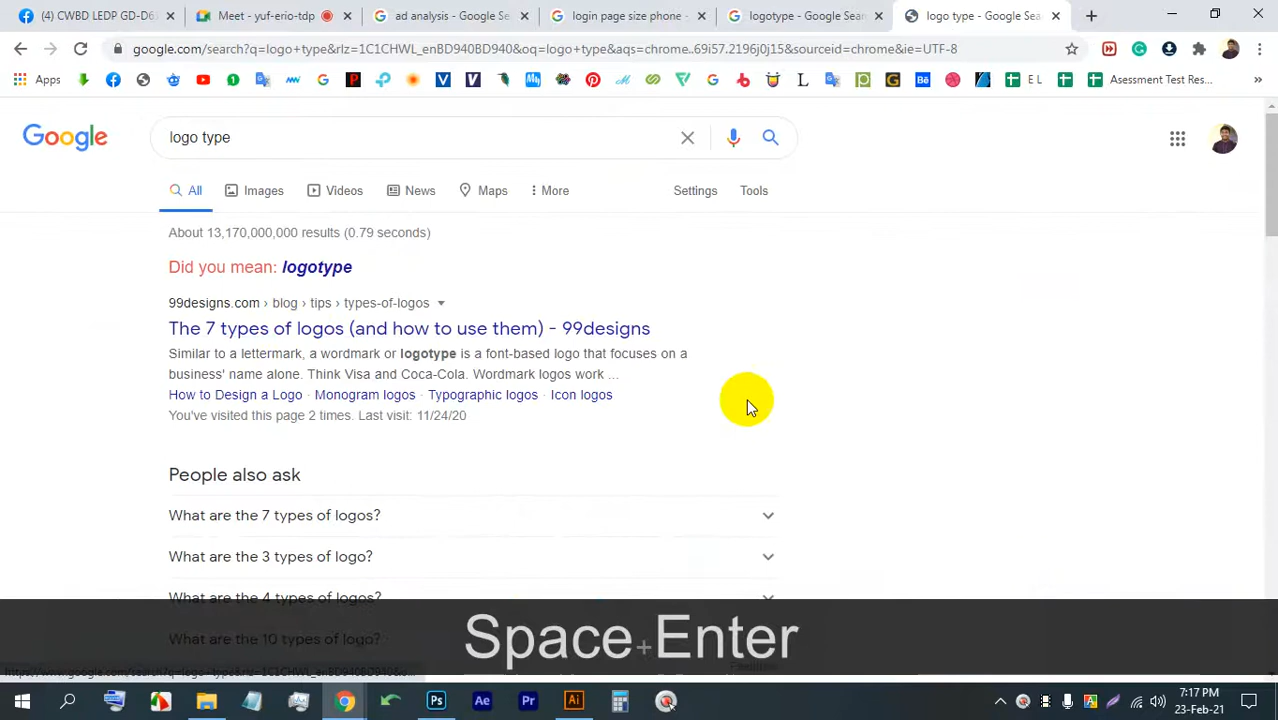 (4) CWBD LEDP GD-D6
Meet - yuf-erio-tdp
ad analysis - Google Se
login page size phone -
logotype - Google Sear
logo type - Google Sea
google.com/search?q=logo+type&rlz=1C1CHWL_enBD940BD940&oq=logo+type&aqs=chrome..69i57.2196j0j15&sourceid=chrome&ie=UTF-8
Apps
E L
Asessment Test Res...
Google
logo type
All
Images
Videos
News
Maps
More
Settings
Tools
About 13,170,000,000 results (0.79 seconds)
Did you mean: logotype
99designs.com › blog › tips › types-of-logos
The 7 types of logos (and how to use them) - 99designs
Similar to a lettermark, a wordmark or logotype is a font-based logo that focuses on a
business' name alone. Think Visa and Coca-Cola. Wordmark logos work ...
How to Design a Logo · Monogram logos · Typographic logos · Icon logos
You've visited this page 2 times. Last visit: 11/24/20
People also ask
What are the 7 types of logos?
What are the 3 types of logo?
What are the 4 types of logos?
What are the 10 types of logo?
Space+Enter
7:17 PM
23-Feb-21